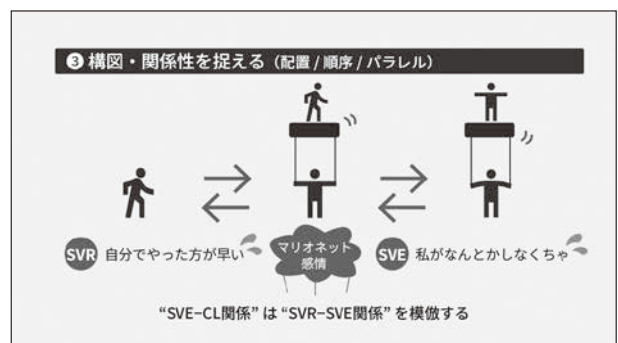 ❸ 構図・関係性を捉える（配置 / 順序 / パラレル）
SVR 自分でやった方が早い
マリオネット
感情
SVE 私がなんとかしなくちゃ
“SVE−CL関係” は “SVR−SVE関係” を模倣する